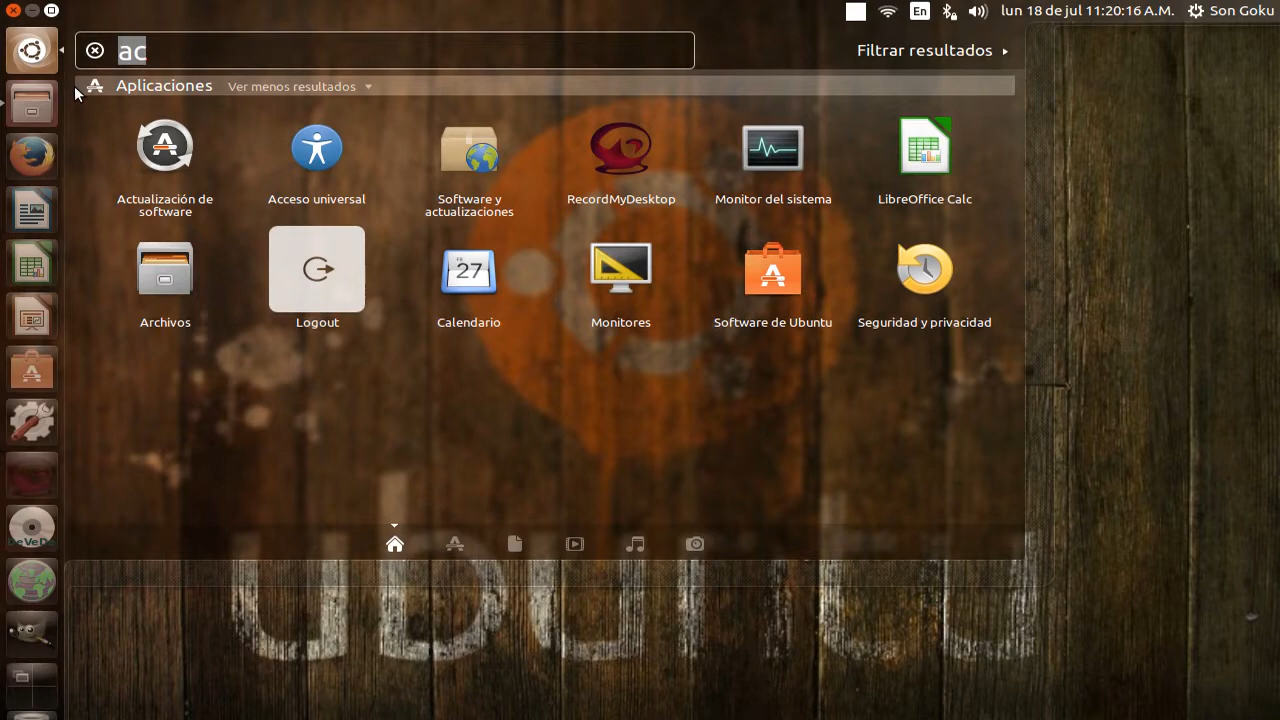 En
lun 18 de jul 11:20:16 A.M.
Son Goku
ac
Filtrar resultados
Aplicaciones
Ver menos resultados
Actualización de
software
Acceso universal
Software y
actualizaciones
RecordMyDesktop
Monitor del sistema
LibreOffice Calc
27
Archivos
Logout
Calendario
Monitores
Software de Ubuntu
Seguridad y privacidad
DeVeDe
ubuntu